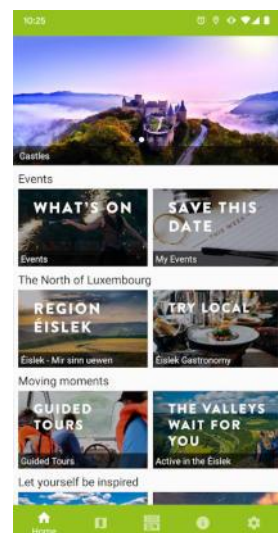 10:25
Castles
Events
WHAT'S ON
Events
SAVE THIS
DATE
My Events
The North of Luxembourg
REGION
ÉISLEK
Éislek - Mir sinn uewen
TRY LOCAL
Éislek Gastronomy
Moving moments
GUIDED
TOURS
Guided Tours
THE VALLEYS
WAIT FOR
YOU
Active in the Éislek
Let yourself be inspired
Home